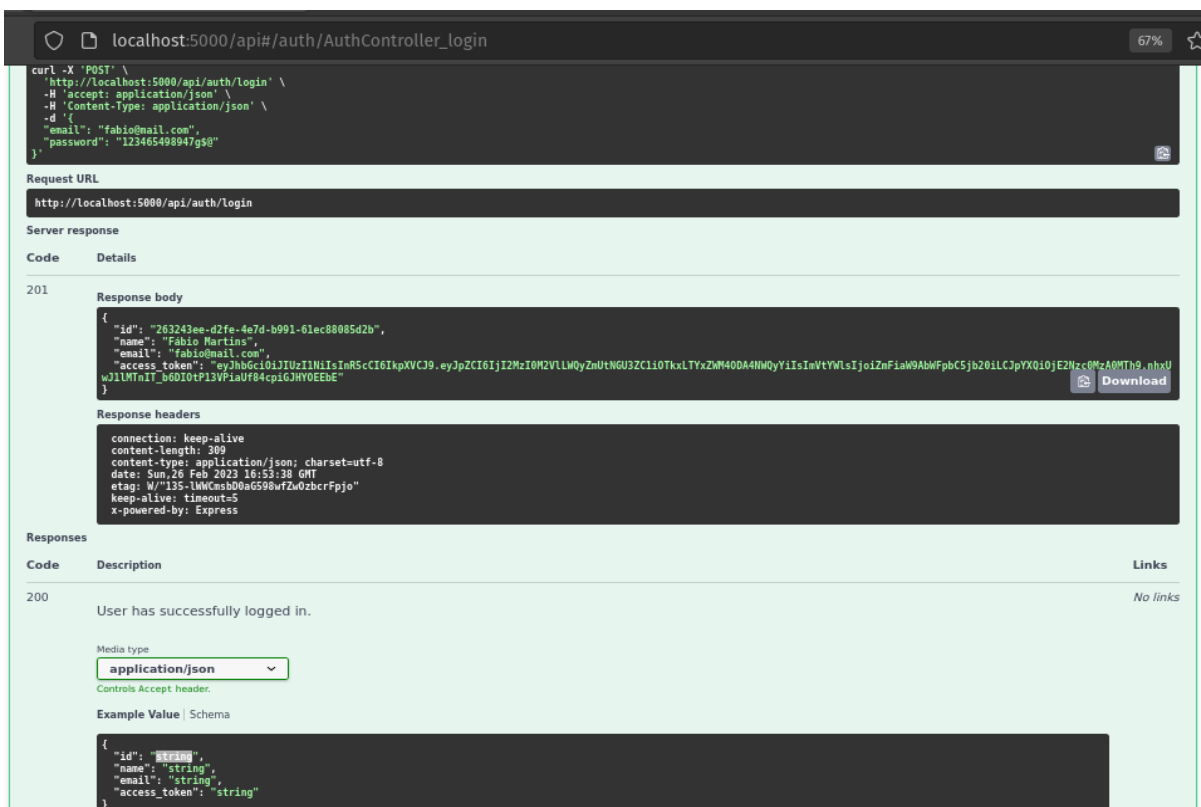 localhost:5000/api#/auth/AuthController_login
67%
curl -X 'POST' \
'http://localhost:5000/api/auth/login' \
-H 'accept: application/json' \
-H 'Content-Type: application/json' \
-d '{
"email": "fabio@mail.com",
"password": "123465498947g$@"
}'
Request URL
http://localhost:5000/api/auth/login
Server response
Code Details
201
Response body
{
"id": "263243ee-d2fe-4e7d-b991-61ec88085d2b",
"name": "Fábio Martins",
"email": "fabio@mail.com",
"access_token":
Download
}
Response headers
connection: keep-alive
content-length: 309
content-type: application/json; charset=utf-8
date: Sun,26 Feb 2023 16:53:38 GMT
etag: W/"135-lWWCmsbD0aG598wfZwOzbcrFpjo"
keep-alive: timeout=5
x-powered-by: Express
Responses
Code Description Links
200 User has successfully logged in. No links
Media type
application/json
Controls Accept header.
Example Value | Schema
{
"id": "string",
"name": "string",
"email": "string",
"access_token": "string"
}